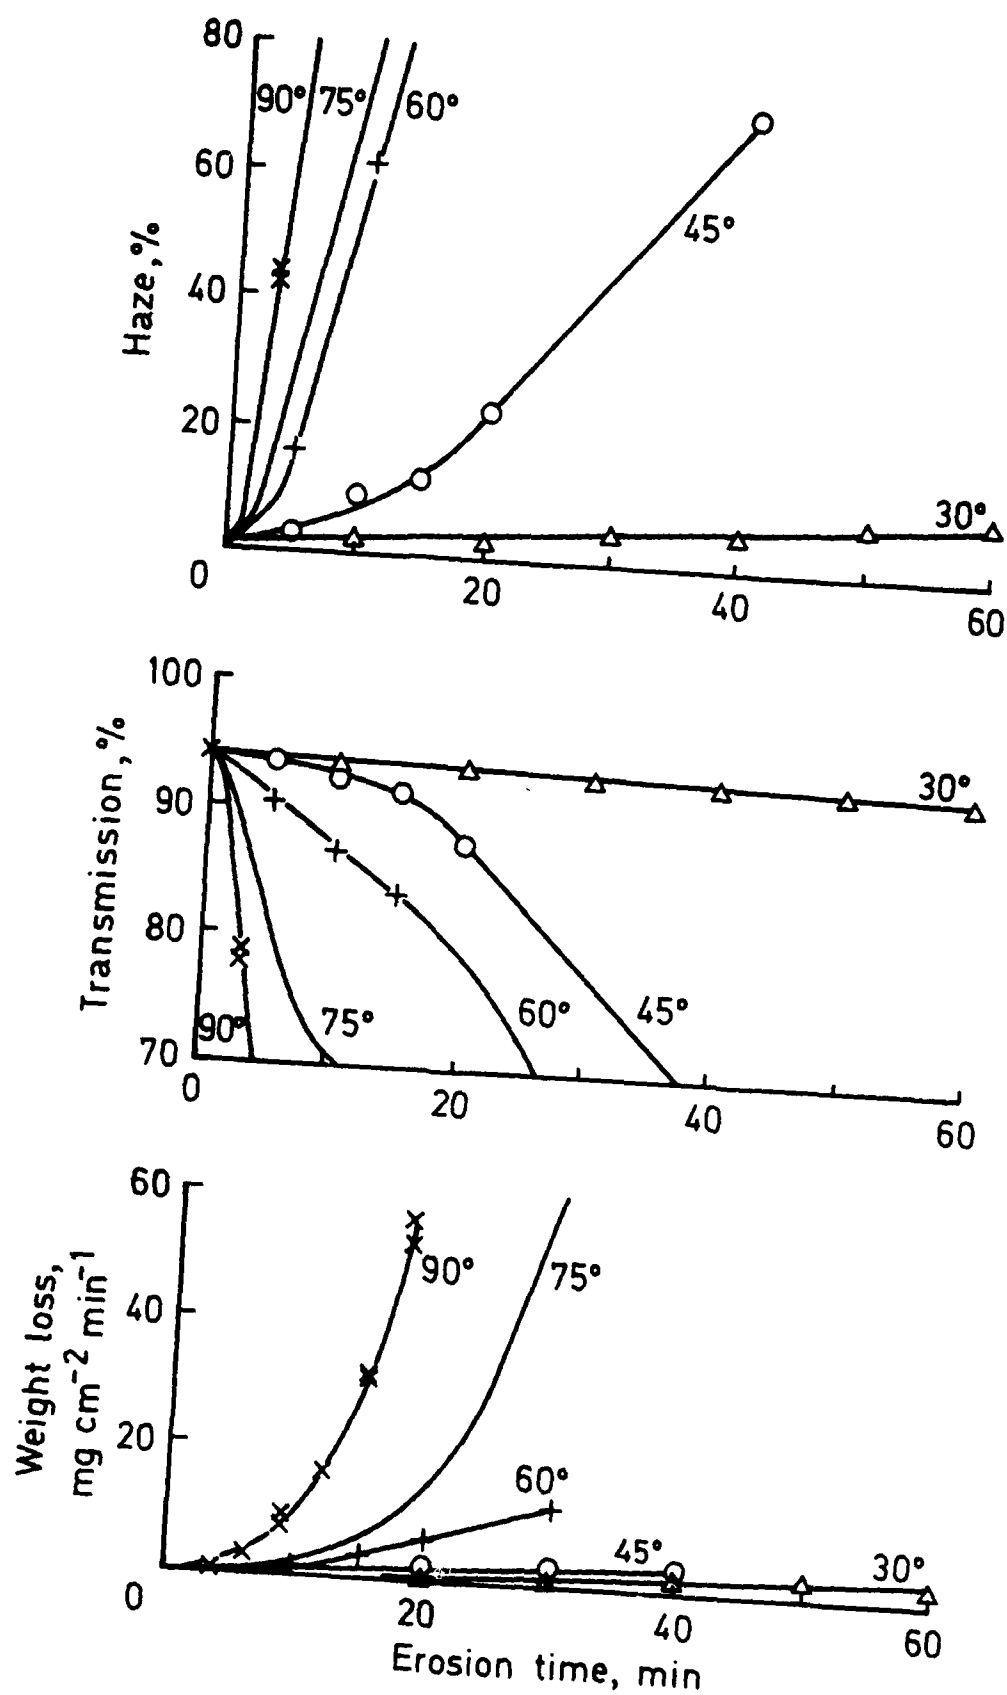 80
60
40
20
0
Haze, %
90° 75° 60°
45°
30°
20 40 60
100
90
80
70
Transmission, %
30°
90° 75° 60° 45°
0 20 40 60
60
40
20
0
Weight loss,
mg cm⁻² min⁻¹
90° 75°
60°
45° 30°
20 40 60
Erosion time, min